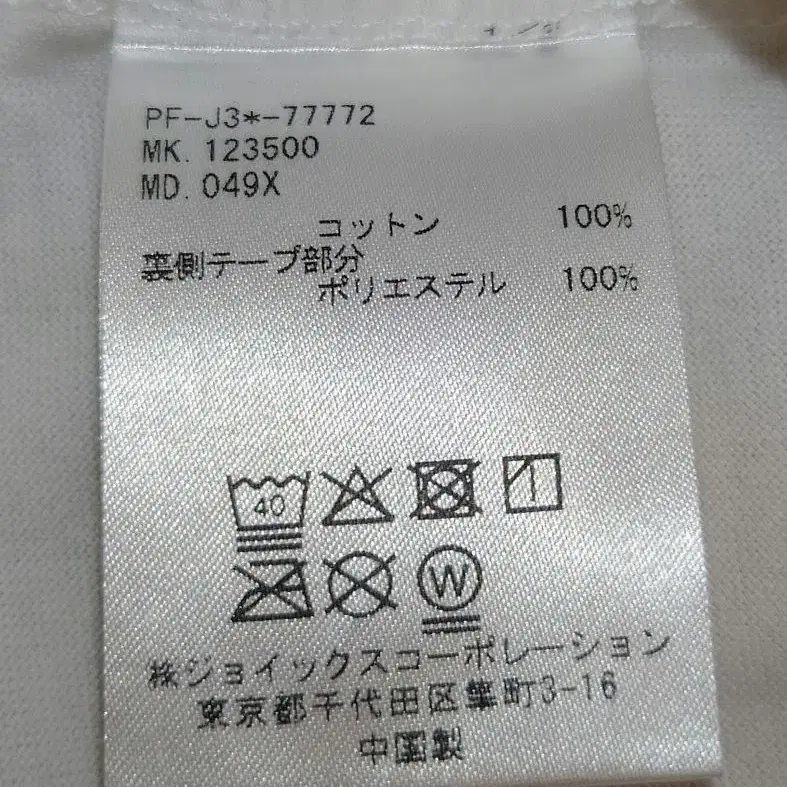 PF-J3*-77772
MK. 123500
MD. 049X
コットン 100%
裏側テープ部分
ポリエステル 100%
40
W
株ジョイックスコーポレーション
東京都千代田区隼町3-16
中国製